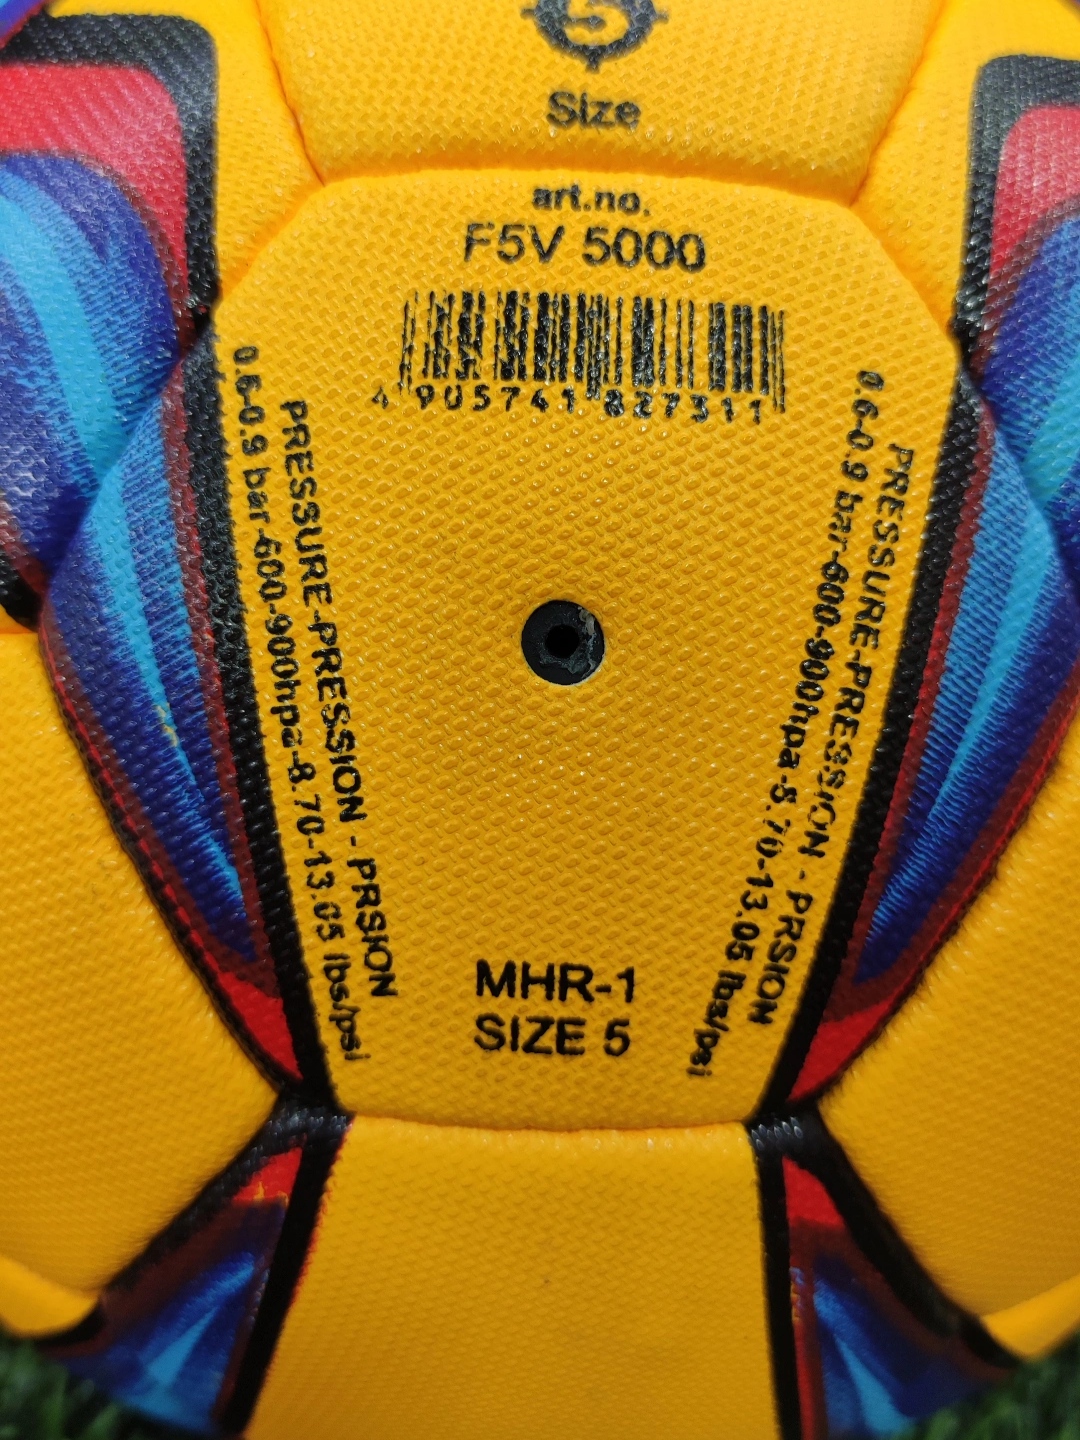 5
Size
art.no.
F5V 5000
4 905741 827311
0.6-0.9 bar-600-900hpa-8.70-13.05 lbs/psi
PRESSURE-PRESSION - PRSION
PRESSURE-PRESSION - PRSION
0.6-0.9 bar-600-900hpa-8.70-13.05 lbs/psi
MHR-1
SIZE 5